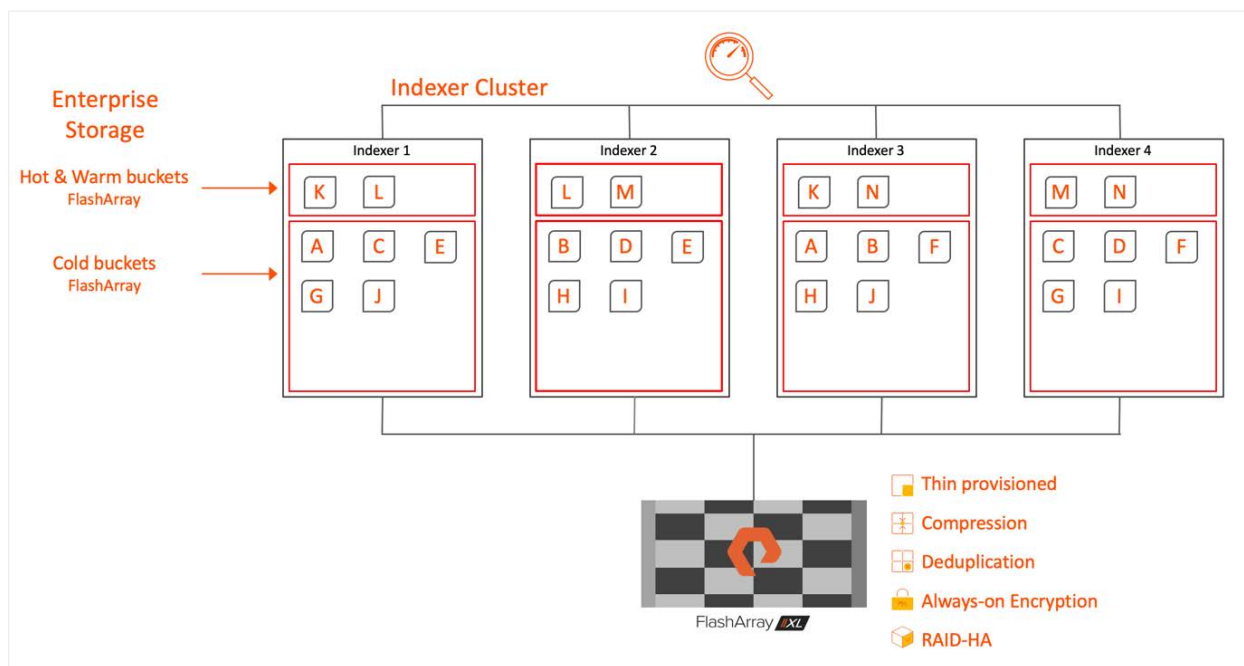 Indexer Cluster
Enterprise
Storage
Hot & Warm buckets
FlashArray
Cold buckets
FlashArray
Indexer 1
K L
A C E
G J
Indexer 2
L M
B D E
H I
Indexer 3
K N
A B F
H J
Indexer 4
M N
C D F
G I
FlashArray //XL
Thin provisioned
Compression
Deduplication
Always-on Encryption
RAID-HA